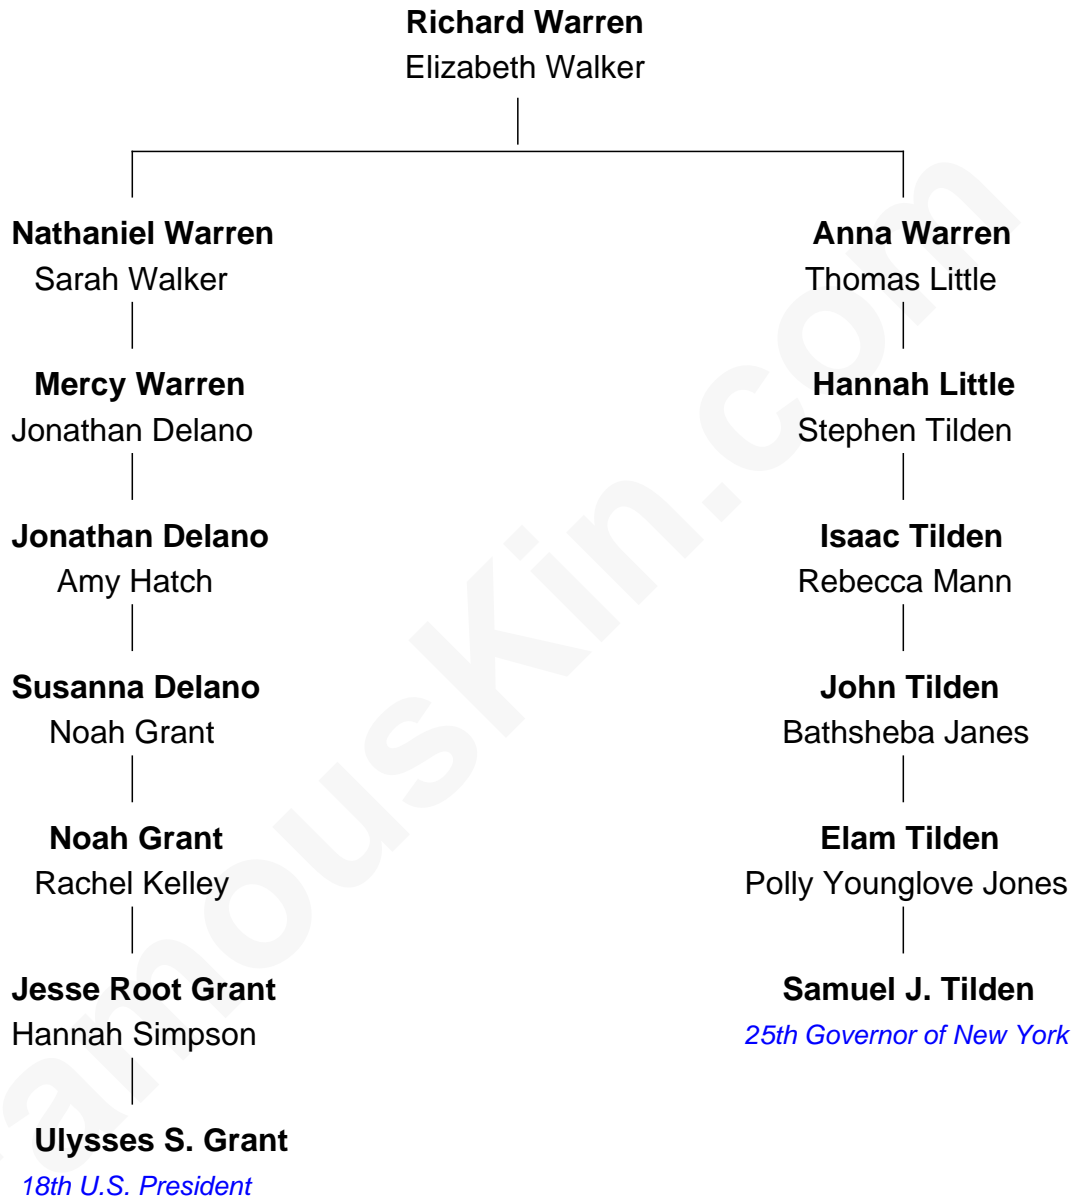 Richard Warren
Elizabeth Walker
Nathaniel Warren
Sarah Walker
Mercy Warren
Jonathan Delano
Jonathan Delano
Amy Hatch
Susanna Delano
Noah Grant
Noah Grant
Rachel Kelley
Jesse Root Grant
Hannah Simpson
Ulysses S. Grant
18th U.S. President
Anna Warren
Thomas Little
Hannah Little
Stephen Tilden
Isaac Tilden
Rebecca Mann
John Tilden
Bathsheba Janes
Elam Tilden
Polly Younglove Jones
Samuel J. Tilden
25th Governor of New York
FamousKin.com